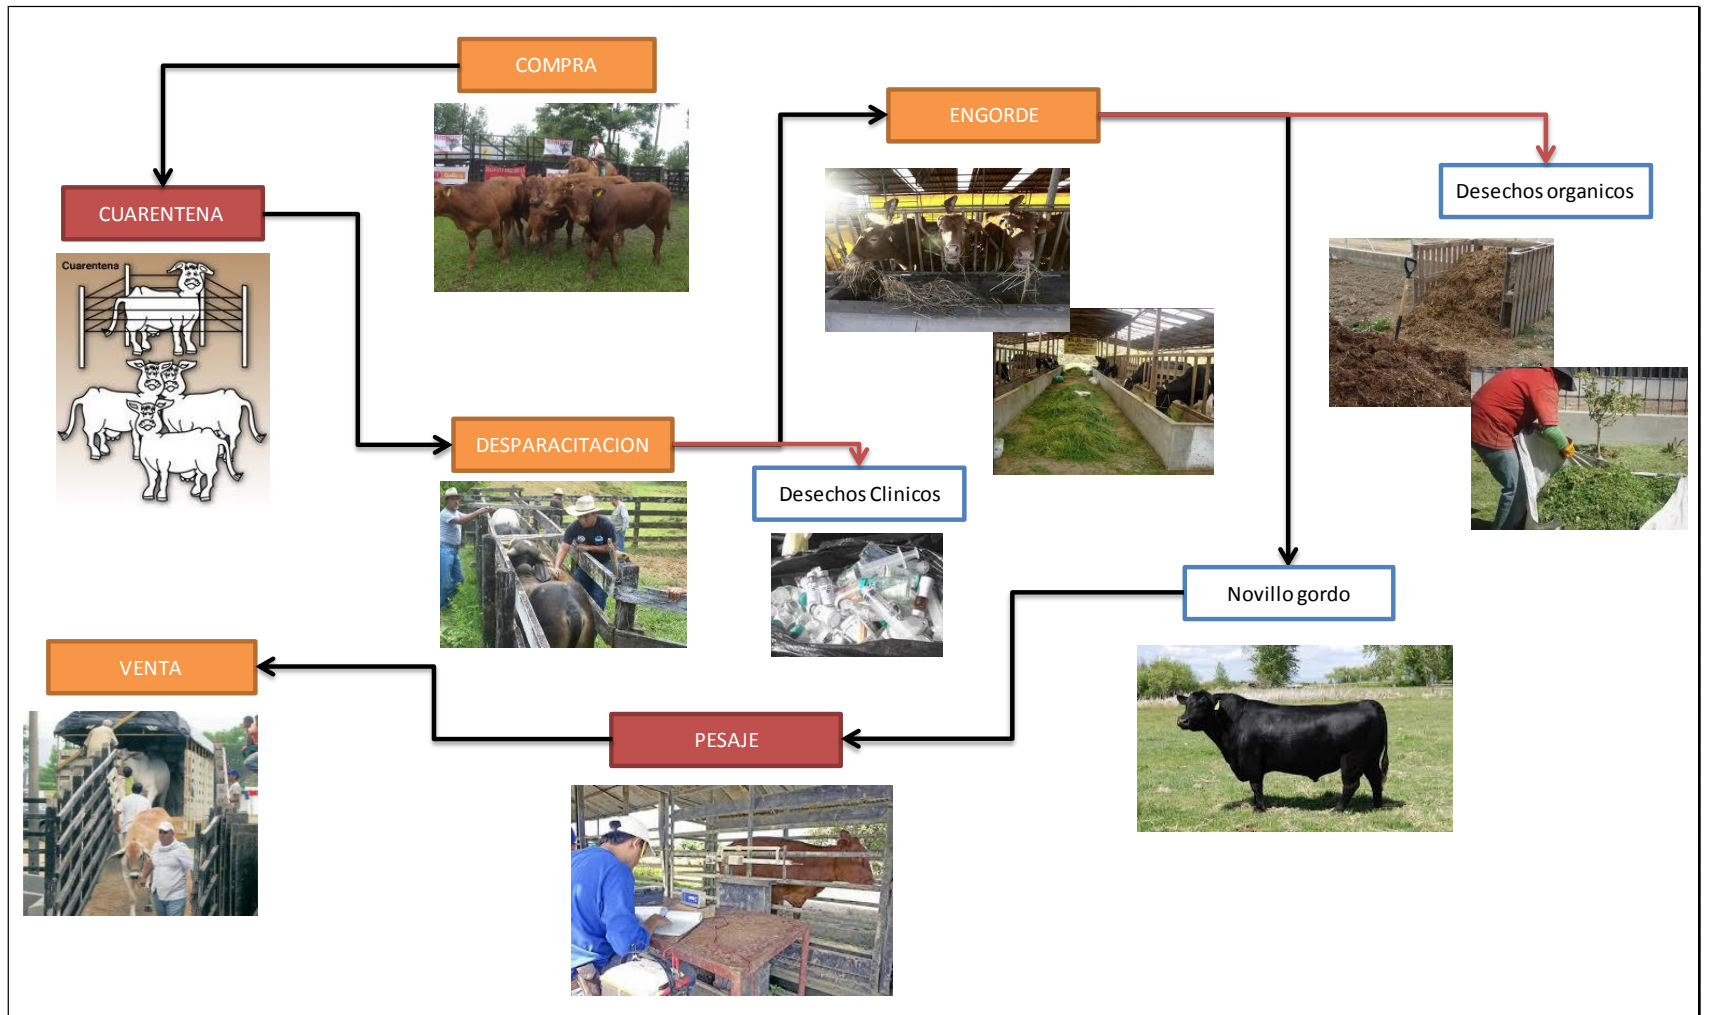 COMPRA
CUARENTENA
Cuarentena
DESPARACITACION
Desechos Clinicos
ENGORDE
Desechos organicos
Novillo gordo
PESAJE
VENTA